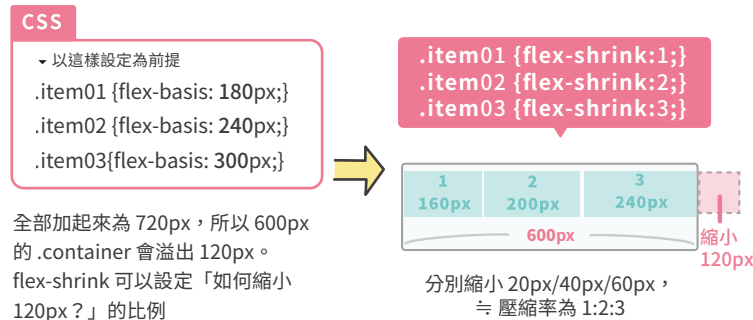 CSS
以這樣設定為前提
.item01 {flex-basis: 180px;}
.item02 {flex-basis: 240px;}
.item03{flex-basis: 300px;}
全部加起來為 720px，所以 600px
的 .container 會溢出 120px。
flex-shrink 可以設定「如何縮小
120px？」的比例
.item01 {flex-shrink:1;}
.item02 {flex-shrink:2;}
.item03 {flex-shrink:3;}
1 2 3
160px 200px 240px
600px
縮小
120px
分別縮小 20px/40px/60px，
≒ 壓縮率為 1:2:3